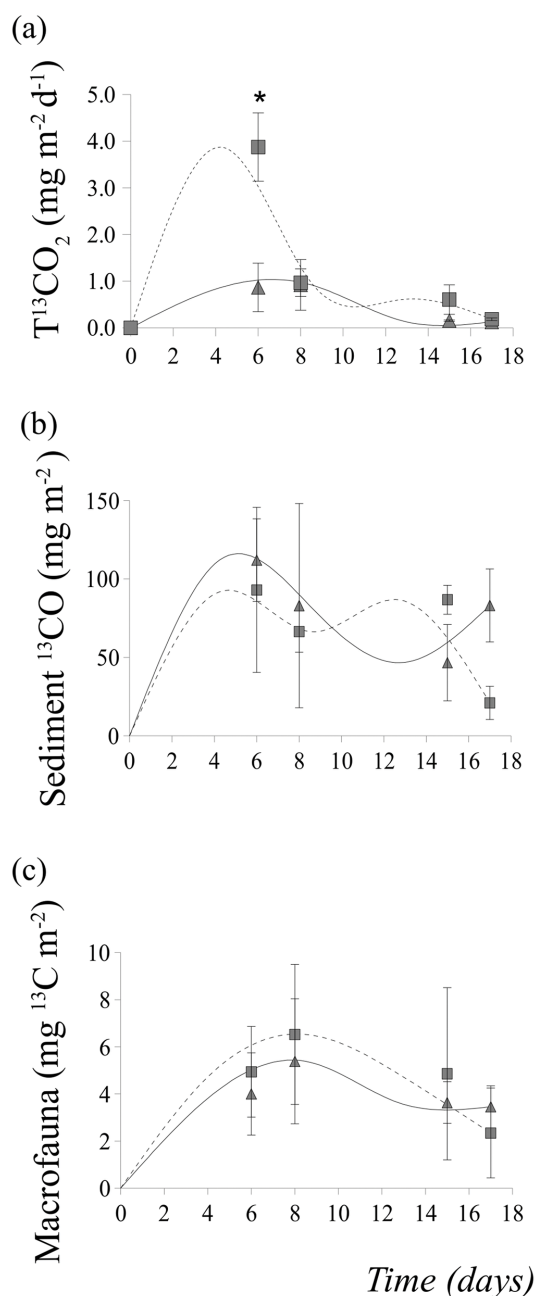 (a)
T¹³CO₂ (mg m⁻² d⁻¹)
*
5.0
4.0
3.0
2.0
1.0
0.0
0 2 4 6 8 10 12 14 16 18
(b)
Sediment ¹³CO (mg m⁻²)
150
100
50
0
0 2 4 6 8 10 12 14 16 18
(c)
Macrofauna (mg ¹³C m⁻²)
10
8
6
4
2
0
0 2 4 6 8 10 12 14 16 18
Time (days)